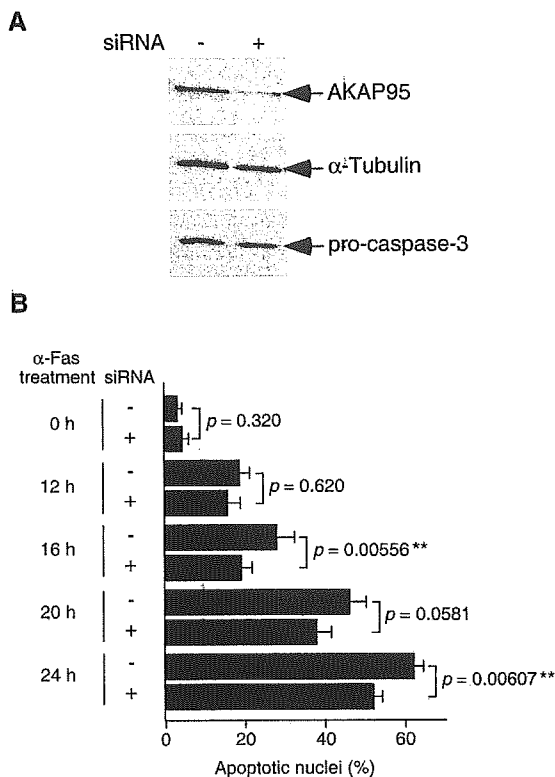 A
siRNA - +
AKAP95
α-Tubulin
pro-caspase-3
B
α-Fas
treatment siRNA
0 h - +
p = 0.320
12 h - +
p = 0.620
16 h - +
p = 0.00556**
20 h - +
p = 0.0581
24 h - +
p = 0.00607**
0 20 40 60
Apoptotic nuclei (%)